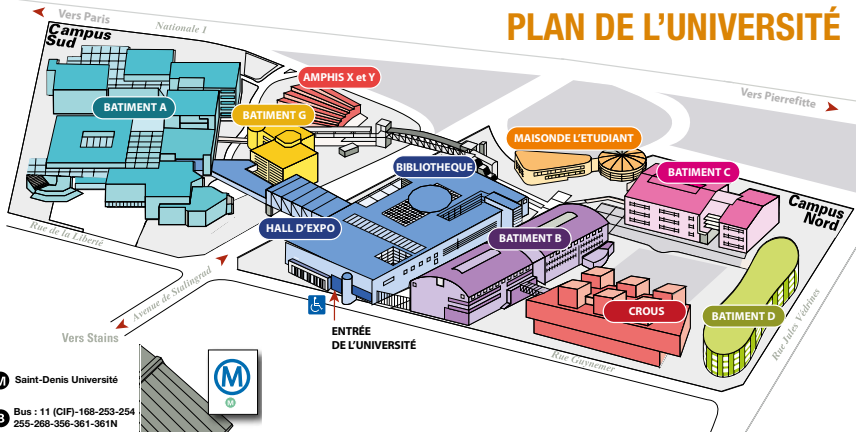 PLAN DE L'UNIVERSITÉ
Vers Paris
Nationale 1
Campus
Sud
AMPHIS X et Y
Vers Pierrefitte
BATIMENT A
BATIMENT G
MAISONDE L'ETUDIANT
BIBLIOTHEQUE
BATIMENT C
Campus
Nord
HALL D'EXPO
BATIMENT B
Rue de la Liberté
Avenue de Stalingrad
CROUS
BATIMENT D
ENTRÉE
DE L'UNIVERSITÉ
Vers Stains
Rue Guynemer
Rue Jules Védrines
M Saint-Denis Université
M
M
B Bus : 11 (CIF)-168-253-254
255-268-356-361-361N